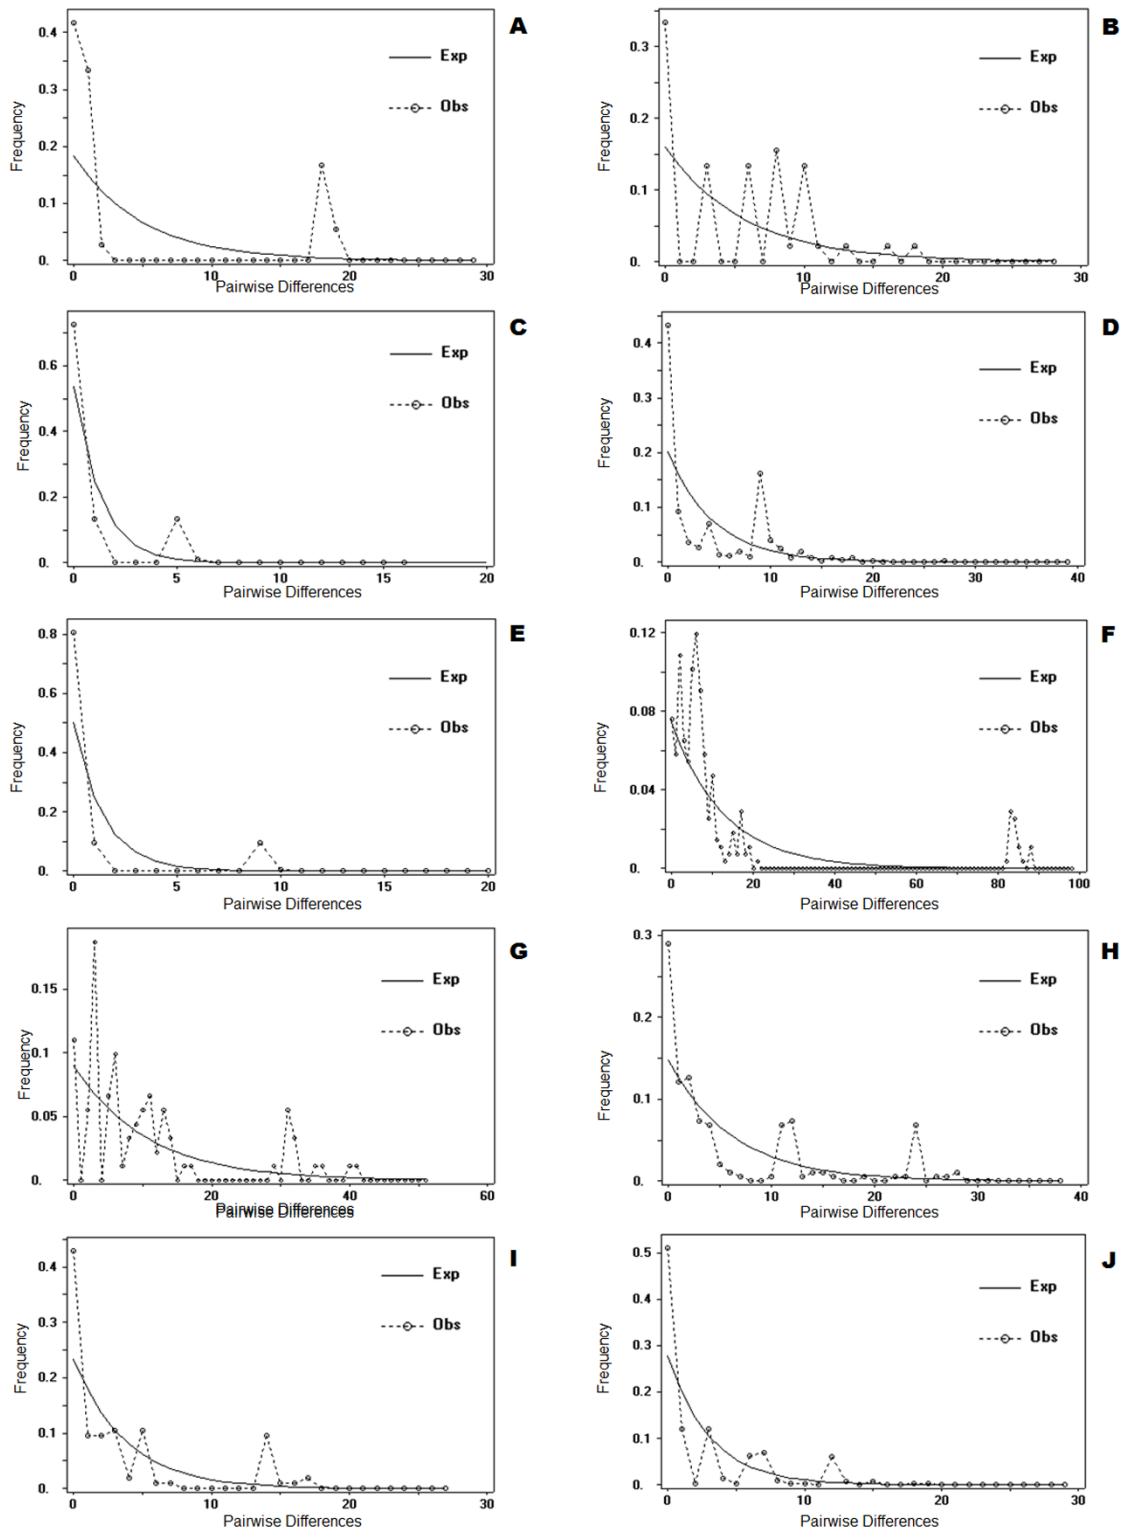 A
Frequency
0.4
0.3
0.2
0.1
0.
Exp
Obs
0 10 20 30
Pairwise Differences
B
Frequency
0.3
0.2
0.1
0.
Exp
Obs
0 10 20 30
Pairwise Differences
C
Frequency
0.6
0.4
0.2
0.
Exp
Obs
0 5 10 15 20
Pairwise Differences
D
Frequency
0.4
0.3
0.2
0.1
0.
Exp
Obs
0 10 20 30 40
Pairwise Differences
E
Frequency
0.8
0.6
0.4
0.2
0.
Exp
Obs
0 5 10 15 20
Pairwise Differences
F
Frequency
0.12
0.08
0.04
0.
Exp
Obs
0 20 40 60 80 100
Pairwise Differences
G
Frequency
0.15
0.1
0.05
0.
Exp
Obs
0 20 40 60
Pairwise Differences
H
Frequency
0.3
0.2
0.1
0.
Exp
Obs
0 10 20 30 40
Pairwise Differences
I
Frequency
0.4
0.3
0.2
0.1
0.
Exp
Obs
0 10 20 30
Pairwise Differences
J
Frequency
0.5
0.4
0.3
0.2
0.1
0.
Exp
Obs
0 10 20 30
Pairwise Differences